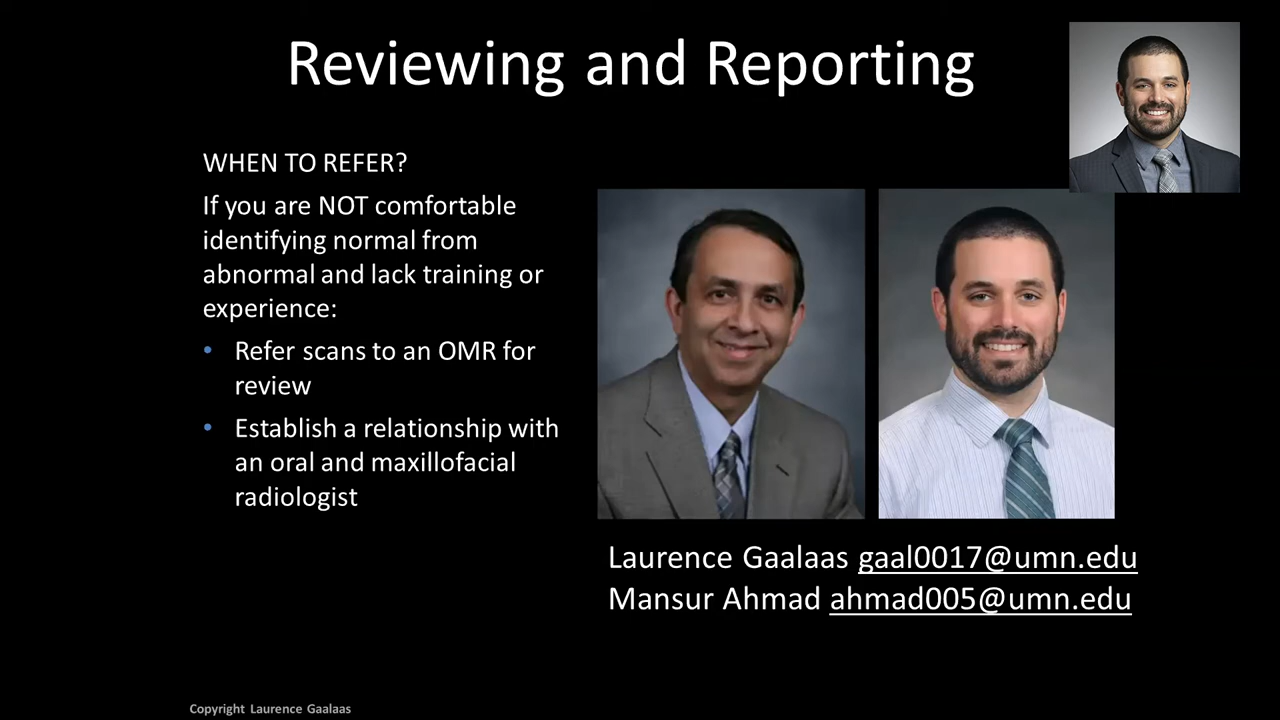 Reviewing and Reporting
WHEN TO REFER?
If you are NOT comfortable
identifying normal from
abnormal and lack training or
experience:
• Refer scans to an OMR for
review
• Establish a relationship with
an oral and maxillofacial
radiologist
Laurence Gaalaas gaal0017@umn.edu
Mansur Ahmad ahmad005@umn.edu
Copyright Laurence Gaalaas